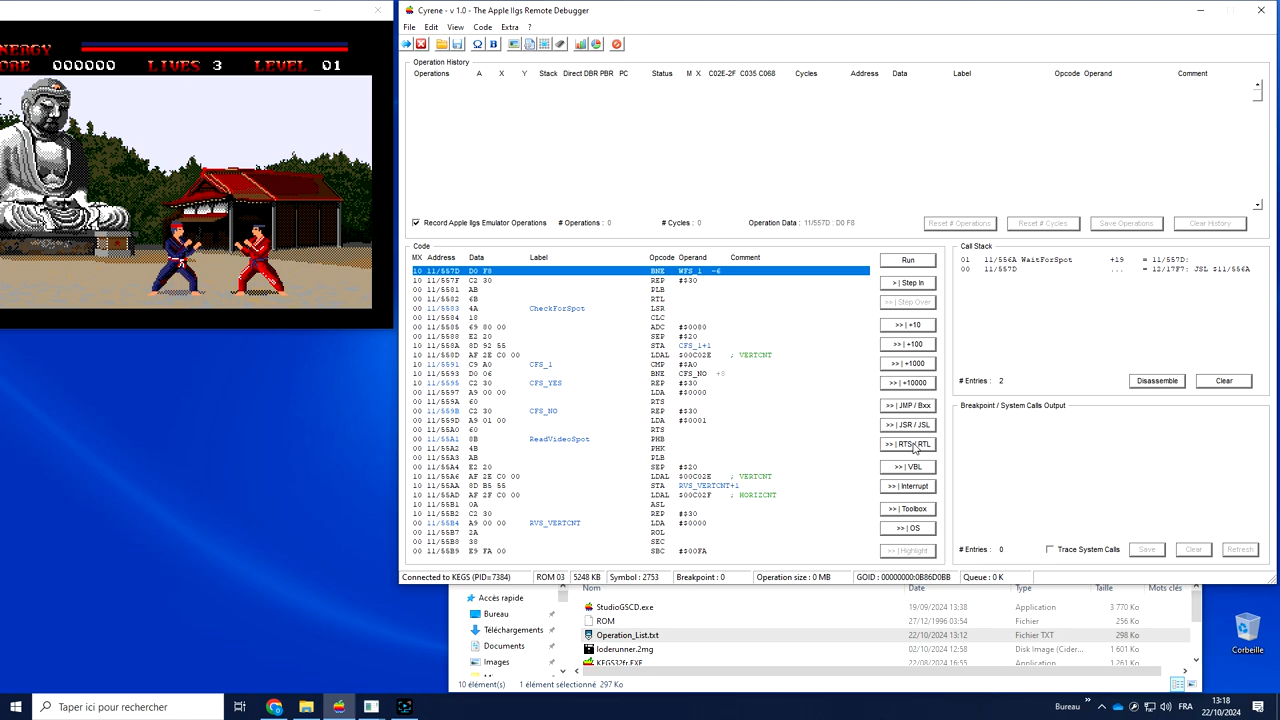 ENERGY
000000 LIVES 3 LEVEL 01
Cyrene - v 1.0 - The Apple IIgs Remote Debugger
File Edit View Code Extra ?
Operation History
Operations A X Y Stack Direct DBR PBR PC Status M X C02E-2F C035 C068 Cycles Address Data Label Opcode Operand Comment
Record Apple IIgs Emulator Operations # Operations : 0 # Cycles : 0 Operation Data : 11/557D : D0 F8 Reset # Operations Reset # Cycles Save Operations Clear History
Code
MX Address Data Label Opcode Operand Comment
10 11/557D D0 F8 BNE WFS_1 -6
10 11/557F C2 30 REP #$30
00 11/5581 AB PLB
00 11/5582 6B RTL
00 11/5583 4A CheckForSpot LSR
00 11/5584 18 CLC
00 11/5585 69 80 00 ADC #$0080
00 11/5588 E2 20 SEP #$20
10 11/558A 8D 92 55 STA CFS_1+1
10 11/558D AF 2E C0 00 LDAL $00C02E ; VERTCNT
10 11/5591 C9 A0 CFS_1 CMP #$A0
10 11/5593 D0 06 BNE CFS_NO +8
10 11/5595 C2 30 CFS_YES REP #$30
00 11/5597 A9 00 00 LDA #$0000
00 11/559A 60 RTS
00 11/559B C2 30 CFS_NO REP #$30
00 11/559D A9 01 00 LDA #$0001
00 11/55A0 60 RTS
00 11/55A1 8B ReadVideoSpot PHB
00 11/55A2 4B PHK
00 11/55A3 AB PLB
00 11/55A4 E2 20 SEP #$20
10 11/55A6 AF 2E C0 00 LDAL $00C02E ; VERTCNT
10 11/55AA 8D B5 55 STA RVS_VERTCNT+1
10 11/55AD AF 2F C0 00 LDAL $00C02F ; HORIZCNT
10 11/55B1 0A ASL
10 11/55B2 C2 30 REP #$30
00 11/55B4 A9 00 00 RVS_VERTCNT LDA #$0000
00 11/55B7 2A ROL
00 11/55B8 38 SEC
00 11/55B9 E9 FA 00 SBC #$00FA
Run
> | Step In
>> | Step Over
>> | +10
>> | +100
>> | +1000
>> | +10000
>> | JMP / Bxx
>> | JSR / JSL
>> | RTS / RTL
>> | VBL
>> | Interrupt
>> | Toolbox
>> | OS
>> | Highlight
Call Stack
01 11/556A WaitForSpot +19 = 11/557D:
00 11/557D ... = 12/17F7: JSL $11/556A
# Entries : 2 Disassemble Clear
Breakpoint / System Calls Output
# Entries : 0 Trace System Calls Save Clear Refresh
Connected to KEGS (PID=7384) ROM 03 5248 KB Symbol : 2753 Breakpoint : 0 Operation size : 0 MB GOID : 00000000:0B86D0BB Queue : 0 K
Accès rapide
Bureau
Téléchargements
Documents
Images
Nom Date Type Taille Mots clés
StudioGSCD.exe 19/09/2024 13:38 Application 3 770 Ko
ROM 27/12/1996 03:54 Fichier 256 Ko
Operation_List.txt 22/10/2024 13:12 Fichier TXT 298 Ko
loderunner.2mg 02/10/2024 12:58 Disk Image (Cider... 1 601 Ko
KEGS32fr.EXE 22/08/2024 16:55 Application 1 261 Ko
10 élément(s) 1 élément sélectionné 297 Ko
Corbeille
Taper ici pour rechercher
Bureau FRA 13:18
22/10/2024